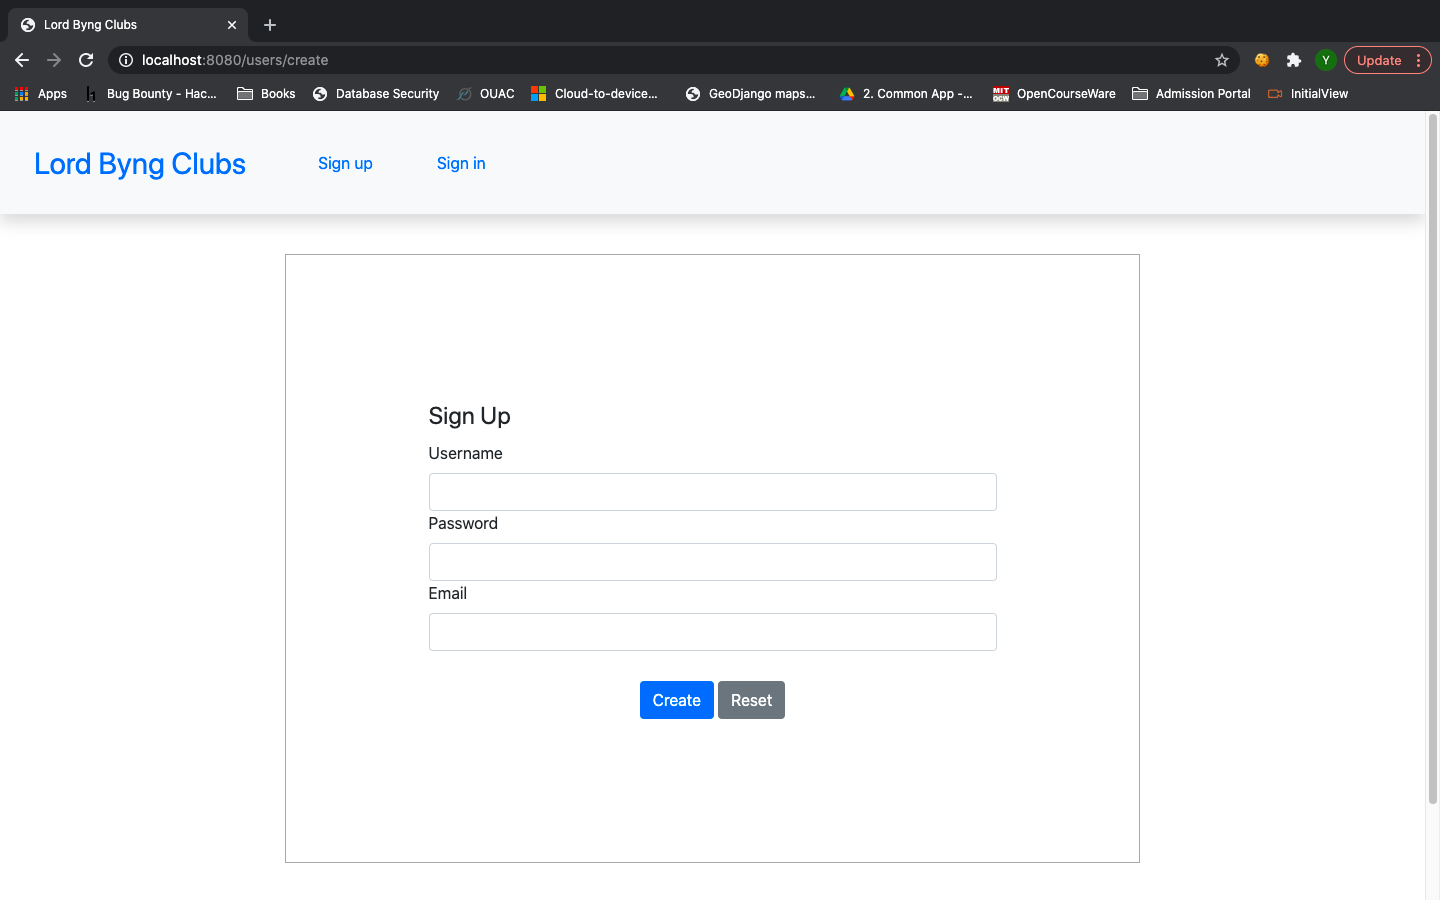 Lord Byng Clubs
localhost:8080/users/create
Y
Update
Apps
h Bug Bounty - Hac...
Books
Database Security
OUAC
Cloud-to-device...
GeoDjango maps...
2. Common App -...
MIT OCW OpenCourseWare
Admission Portal
InitialView
Lord Byng Clubs Sign up Sign in
Sign Up
Username
Password
Email
Create Reset